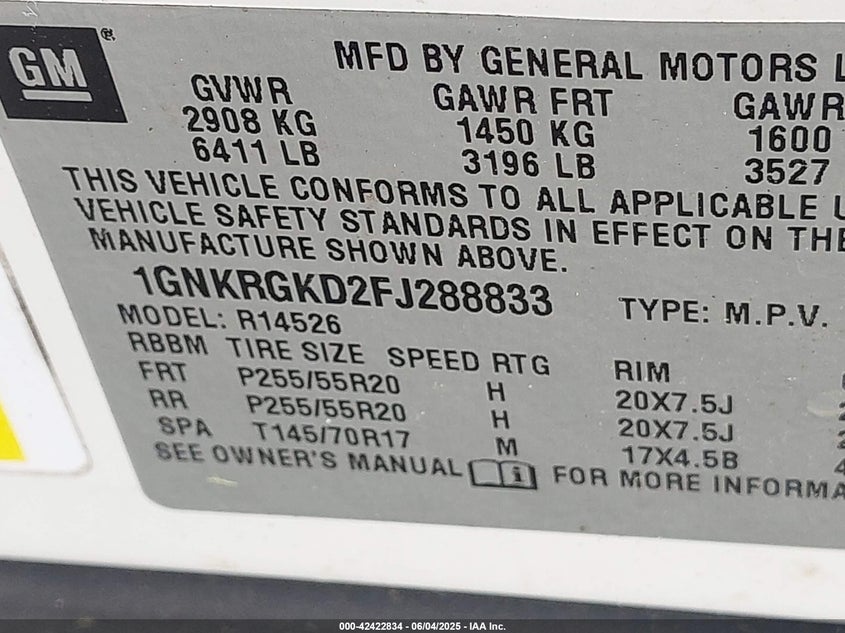 GM®
MFD BY GENERAL MOTORS
GVWR GAWR FRT GAWR
2908 KG 1450 KG 1600
6411 LB 3196 LB 3527
THIS VEHICLE CONFORMS TO ALL APPLICABLE
VEHICLE SAFETY STANDARDS IN EFFECT ON THE
MANUFACTURE SHOWN ABOVE.
1GNKRGKD2FJ288833 TYPE: M.P.V.
MODEL: R14526
RBBM TIRE SIZE SPEED RTG RIM
FRT P255/55R20 H 20X7.5J
RR P255/55R20 H 20X7.5J
SPA T145/70R17 M 17X4.5B
SEE OWNER'S MANUAL i FOR MORE INFORMA
000-42422834 - 06/04/2025 - IAA Inc.